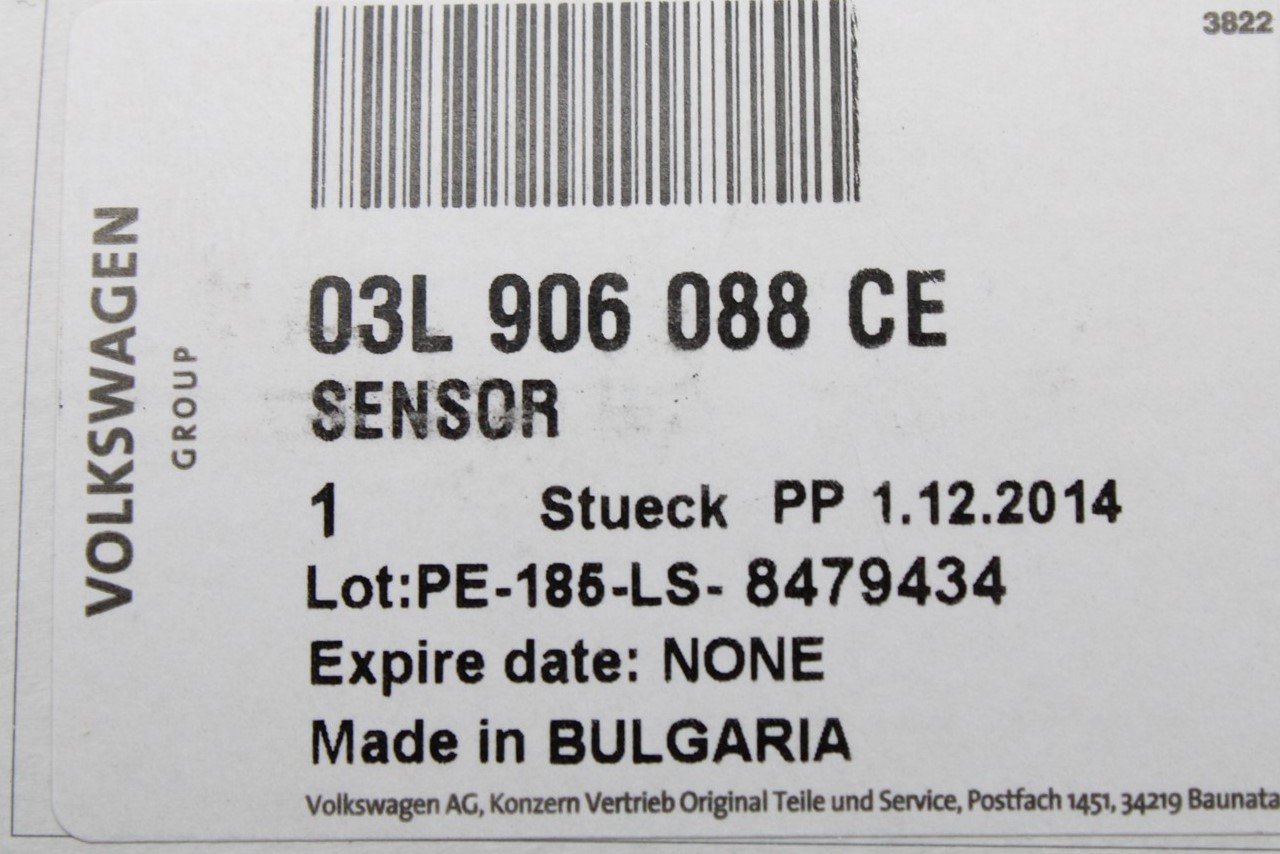 3822
VOLKSWAGEN
GROUP
03L 906 088 CE
SENSOR
1 Stueck PP 1.12.2014
Lot:PE-185-LS- 8479434
Expire date: NONE
Made in BULGARIA
Volkswagen AG, Konzern Vertrieb Original Teile und Service, Postfach 1451, 34219 Baunata